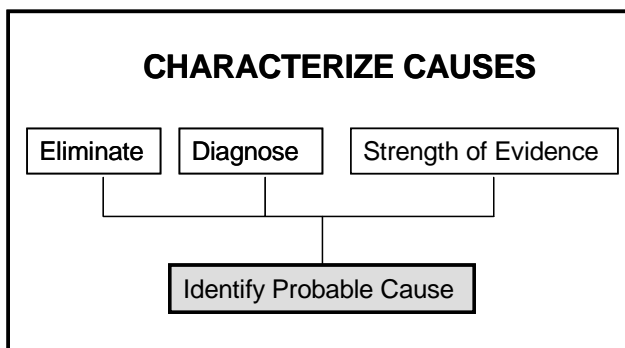 CHARACTERIZE CAUSES
Eliminate
Diagnose
Strength of Evidence
Identify Probable Cause